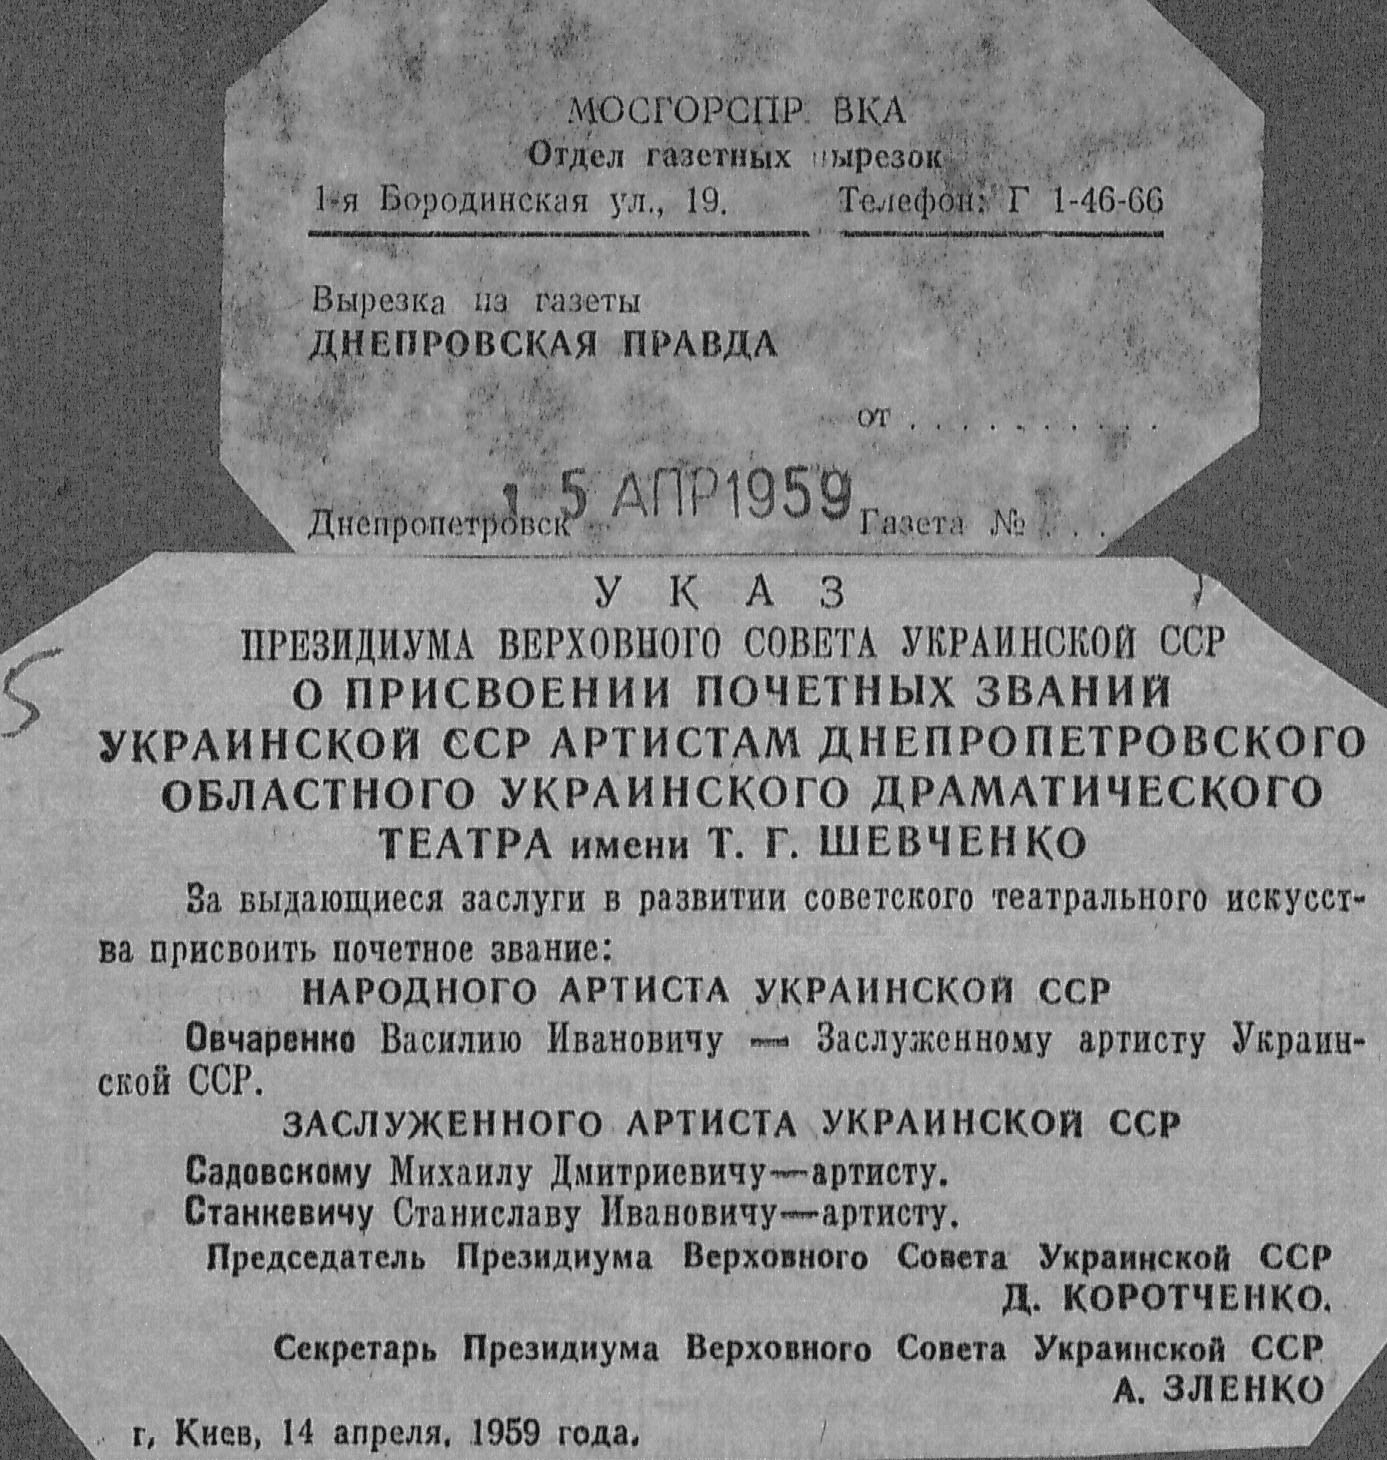 МОСГОРСПР ВКА
Отдел газетных вырезок
1-я Бородинская ул., 19. Телефон: Г 1-46-66
Вырезка из газеты
ДНЕПРОВСКАЯ ПРАВДА
от . . . . . . . . . .
1 5 АПР 1959
Днепропетровск Газета № . . .
У К А З
ПРЕЗИДИУМА ВЕРХОВНОГО СОВЕТА УКРАИНСКОЙ ССР
О ПРИСВОЕНИИ ПОЧЕТНЫХ ЗВАНИЙ
УКРАИНСКОЙ ССР АРТИСТАМ ДНЕПРОПЕТРОВСКОГО
ОБЛАСТНОГО УКРАИНСКОГО ДРАМАТИЧЕСКОГО
5
ТЕАТРА имени Т. Г. ШЕВЧЕНКО
За выдающиеся заслуги в развитии советского театрального искусст-
ва присвоить почетное звание:
НАРОДНОГО АРТИСТА УКРАИНСКОЙ ССР
Овчаренко Василию Ивановичу — Заслуженному артисту Украин-
ской ССР.
ЗАСЛУЖЕННОГО АРТИСТА УКРАИНСКОЙ ССР
Садовскому Михаилу Дмитриевичу—артисту.
Станкевичу Станиславу Ивановичу—артисту.
Председатель Президиума Верховного Совета Украинской ССР
Д. КОРОТЧЕНКО.
Секретарь Президиума Верховного Совета Украинской ССР
А. ЗЛЕНКО
г, Киев, 14 апреля. 1959 года.